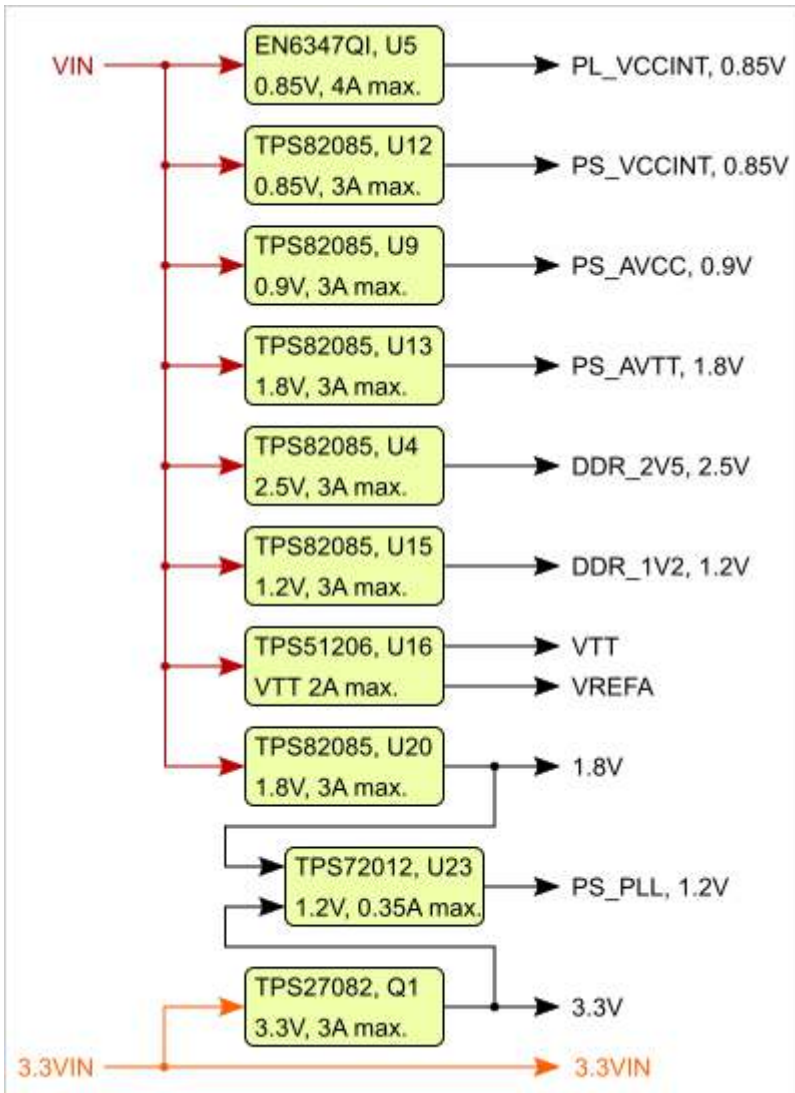 VIN
EN6347QI, U5
0.85V, 4A max.
PL_VCCINT, 0.85V
TPS82085, U12
0.85V, 3A max.
PS_VCCINT, 0.85V
TPS82085, U9
0.9V, 3A max.
PS_AVCC, 0.9V
TPS82085, U13
1.8V, 3A max.
PS_AVTT, 1.8V
TPS82085, U4
2.5V, 3A max.
DDR_2V5, 2.5V
TPS82085, U15
1.2V, 3A max.
DDR_1V2, 1.2V
TPS51206, U16
VTT 2A max.
VTT
VREFA
TPS82085, U20
1.8V, 3A max.
1.8V
TPS72012, U23
1.2V, 0.35A max.
PS_PLL, 1.2V
TPS27082, Q1
3.3V, 3A max.
3.3V
3.3VIN
3.3VIN